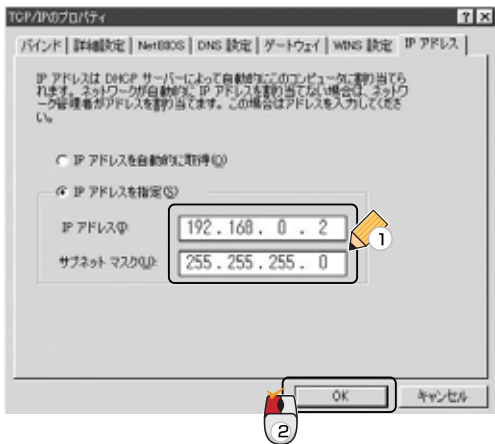 TCP/IPのプロパティ
バインド 詳細設定 NetBIOS DNS 設定 ゲートウェイ WINS 設定 IP アドレス
IP アドレスは DHCP サーバーによって自動的にこのコンピュータに割り当てら
れます。ネットワークが自動的に IP アドレスを割り当てない場合は、ネットワ
ーク管理者がアドレスを割り当てます。この場合はアドレスを入力してくださ
い。
IP アドレスを自動的に取得(O)
IP アドレスを指定(S)
IP アドレス(I):
192.168.0.2
1
サブネット マスク(U):
255.255.255.0
OK
キャンセル
2